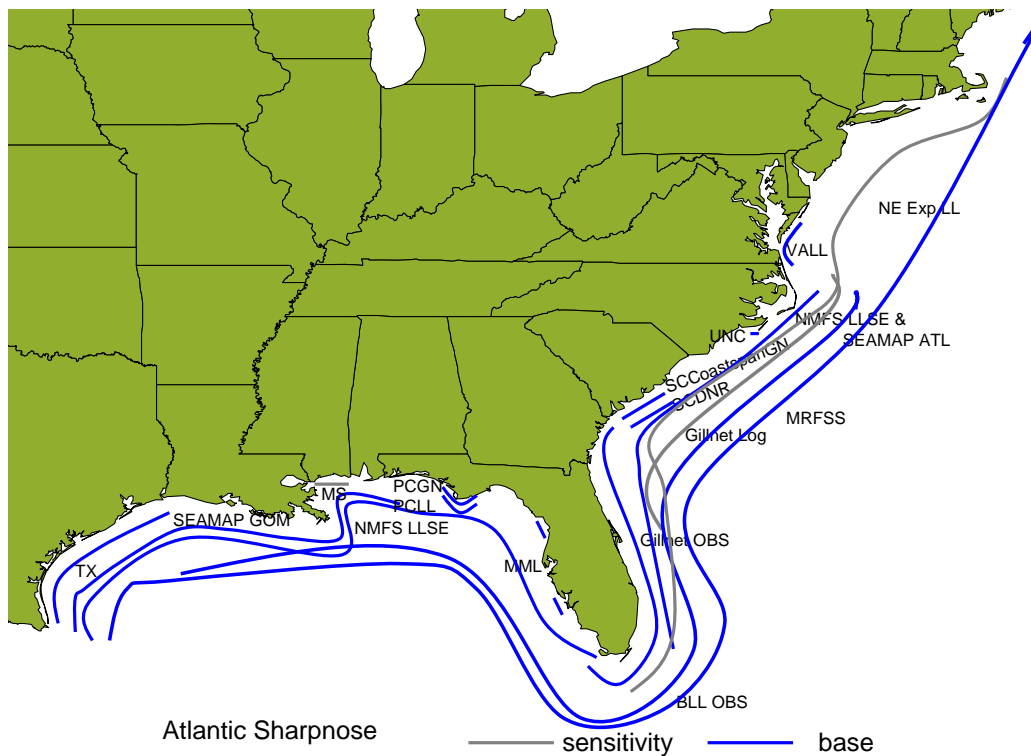 NE Exp LL
VALL
NMFS LLSE &
SEAMAP ATL
UNC
SCCoastspanGN
SCDNR
MRFSS
Gillnet Log
PCGN
PCLL
MS
SEAMAP GOM
NMFS LLSE
Gillnet OBS
TX
MML
BLL OBS
Atlantic Sharpnose
sensitivity
base